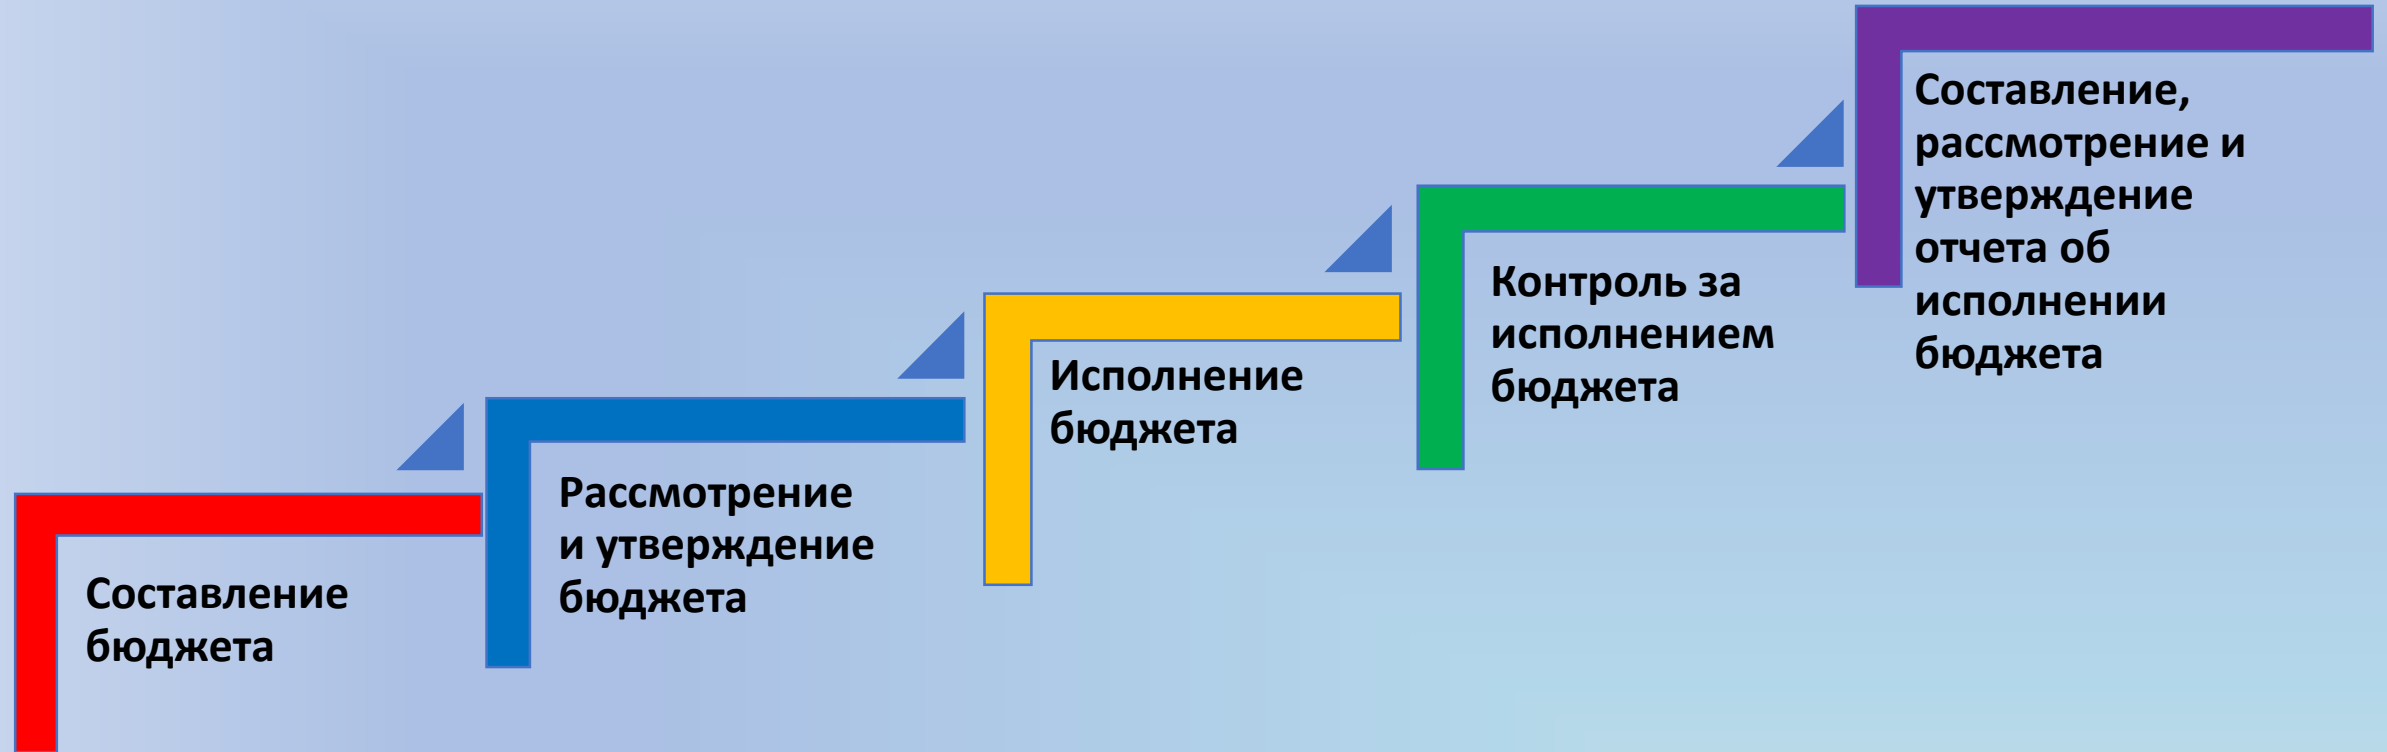 Составление
бюджета
Рассмотрение
и утверждение
бюджета
Исполнение
бюджета
Контроль за
исполнением
бюджета
Составление,
рассмотрение и
утверждение
отчета об
исполнении
бюджета